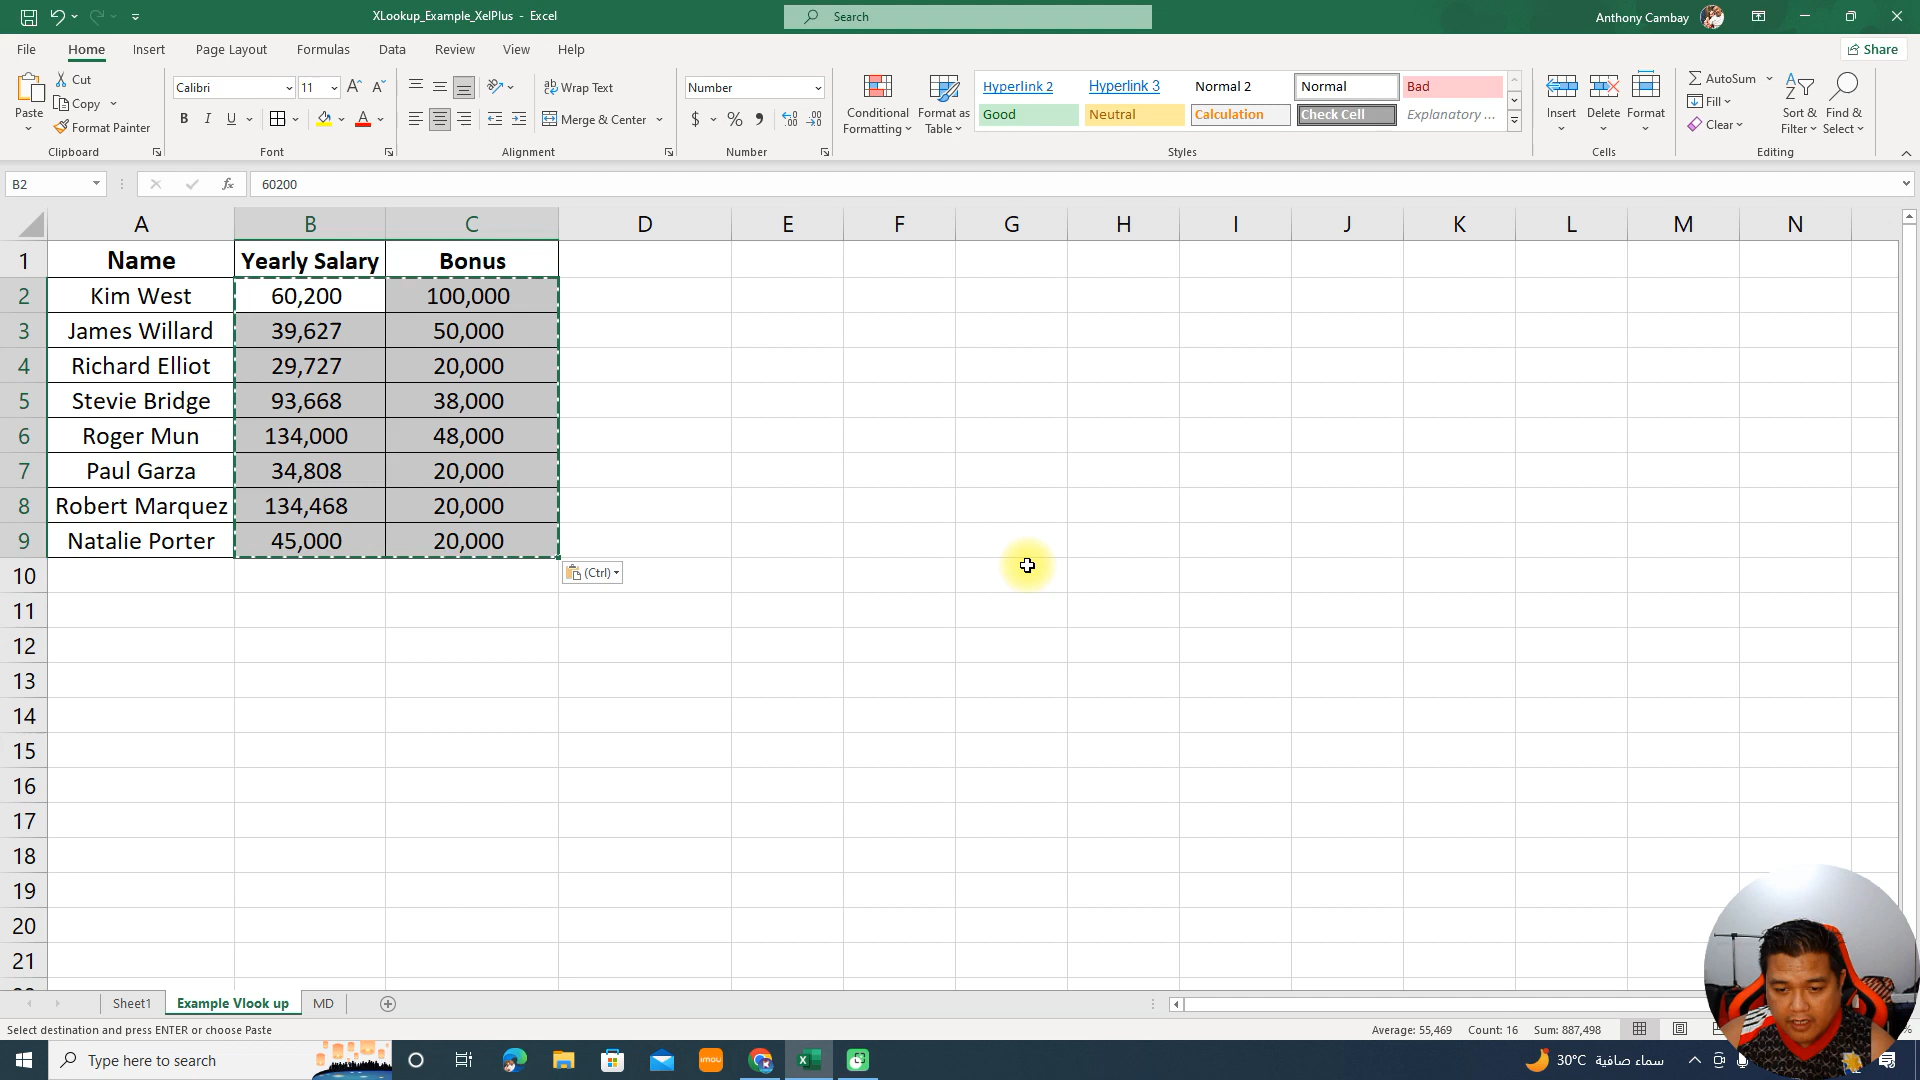 XLookup_Example_XelPlus - Excel
Search
Anthony Cambay
File Home Insert Page Layout Formulas Data Review View Help
Share
Paste
Cut
Copy
Format Painter
Clipboard
Calibri 11
B I U
Font
Wrap Text
Merge & Center
Alignment
Number
$ % ,
Number
Conditional Formatting
Format as Table
Hyperlink 2 Hyperlink 3 Normal 2 Normal Bad
Good Neutral Calculation Check Cell Explanatory ...
Styles
Insert Delete Format
Cells
AutoSum
Fill
Clear
Sort & Filter
Find & Select
Editing
B2 fx 60200
A B C D E F G H I J K L M N
1 Name Yearly Salary Bonus
2 Kim West 60,200 100,000
3 James Willard 39,627 50,000
4 Richard Elliot 29,727 20,000
5 Stevie Bridge 93,668 38,000
6 Roger Mun 134,000 48,000
7 Paul Garza 34,808 20,000
8 Robert Marquez 134,468 20,000
9 Natalie Porter 45,000 20,000
10 (Ctrl)
11
12
13
14
15
16
17
18
19
20
21
Sheet1 Example Vlook up MD
Select destination and press ENTER or choose Paste Average: 55,469 Count: 16 Sum: 887,498 %
Type here to search imou 30°C سماء صافية